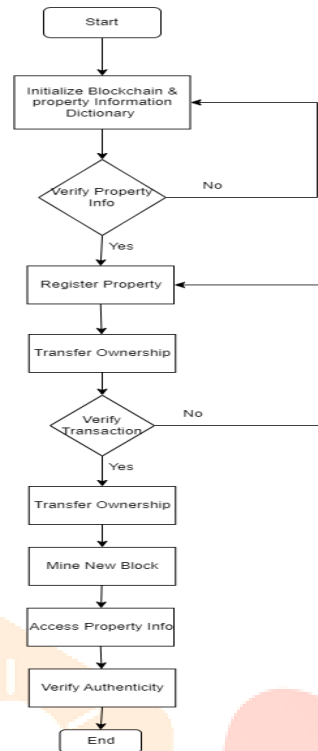 Start
Initialize Blockchain &
property Information
Dictionary
Verify Property
Info
No
Yes
Register Property
Transfer Ownership
Verify
Transaction
No
Yes
Transfer Ownership
Mine New Block
Access Property Info
Verify Authenticity
End